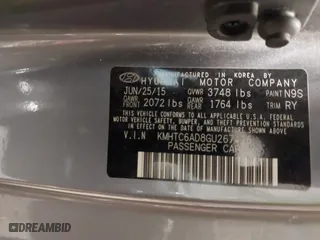 MANUFACTURED IN KOREA BY
HYUNDAI MOTOR COMPANY
JUN/25/15 GVWR 3748 lbs PAINT N9S
GAWR FRONT 2072 lbs GAWR REAR 1764 lbs TRIM RY
THIS VEHICLE CONFORMS TO ALL APPLICABLE U.S.A FEDERAL
MOTOR VEHICLE SAFETY, BUMPER, AND THEFT PREVENTION
STANDARDS IN EFFECT ON THE DATE OF MANUFACTURE
SHOWN ABOVE.
V.I.N KMHTC6AD8GU267
PASSENGER CAR
DREAMBID